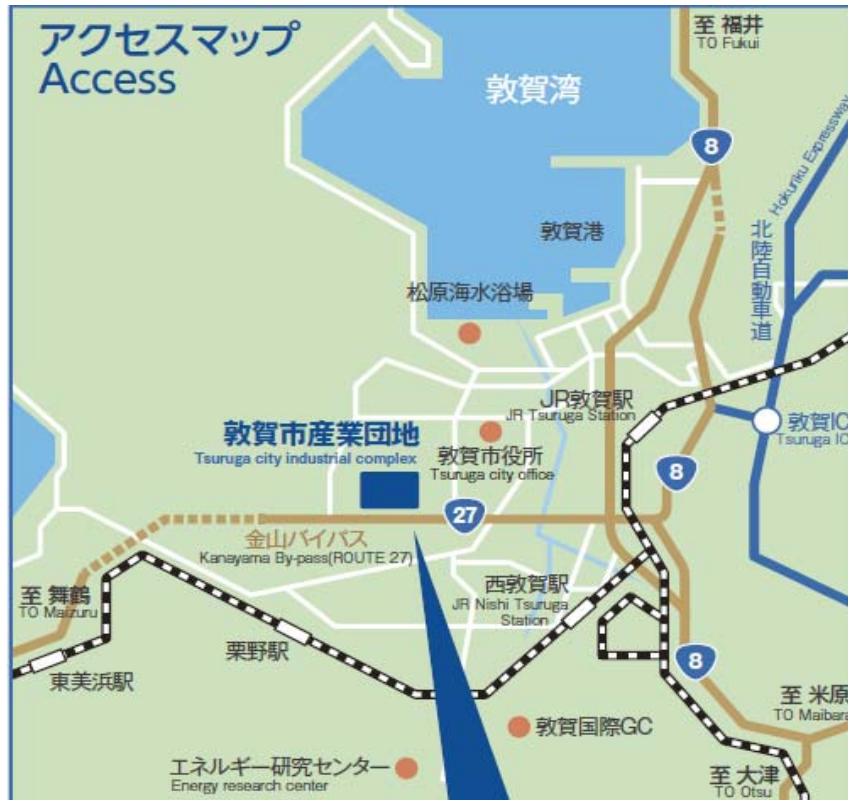 アクセスマップ
Access
至 福井
TO Fukui
敦賀湾
8
Hokuriku Expressway
北陸自動車道
敦賀港
松原海水浴場
JR敦賀駅
JR Tsuruga Station
敦賀IC
Tsuruga IC
敦賀市産業団地
Tsuruga city industrial complex
敦賀市役所
Tsuruga city office
8
27
金山バイパス
Kanayama By-pass(ROUTE 27)
西敦賀駅
JR Nishi Tsuruga
Station
至 舞鶴
TO Maizuru
粟野駅
東美浜駅
8
至 米原
TO Maibara
敦賀国際GC
エネルギー研究センター
Energy research center
至 大津
TO Otsu